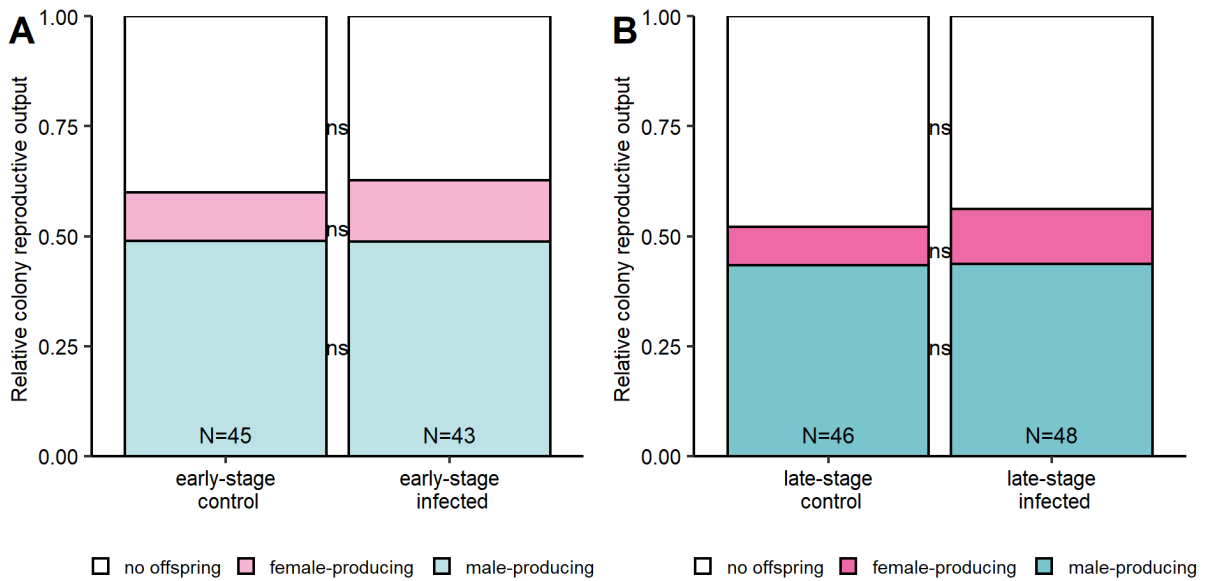 A
Relative colony reproductive output
1.00
0.75
0.50
0.25
0.00
ns
ns
ns
N=45
N=43
early-stage
control
early-stage
infected
no offspring
female-producing
male-producing
B
Relative colony reproductive output
1.00
0.75
0.50
0.25
0.00
ns
ns
ns
N=46
N=48
late-stage
control
late-stage
infected
no offspring
female-producing
male-producing